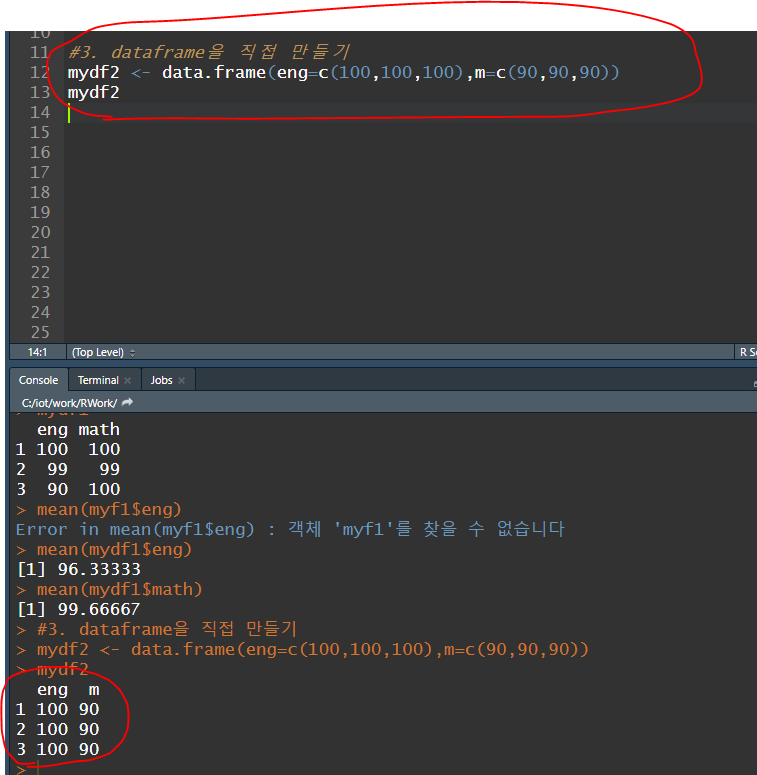 11 #3. dataframe을 직접 만들기
12 mydf2 <- data.frame(eng=c(100,100,100),m=c(90,90,90))
13 mydf2
14
15
16
17
18
19
20
21
22
23
24
25
14:1 (Top Level) R Sc
Console Terminal × Jobs ×
C:/iot/work/RWork/
eng math
1 100 100
2 99 99
3 90 100
> mean(myf1$eng)
Error in mean(myf1$eng) : 객체 'myf1'를 찾을 수 없습니다
> mean(mydf1$eng)
[1] 96.33333
> mean(mydf1$math)
[1] 99.66667
> #3. dataframe을 직접 만들기
> mydf2 <- data.frame(eng=c(100,100,100),m=c(90,90,90))
> mydf2
eng m
1 100 90
2 100 90
3 100 90
>